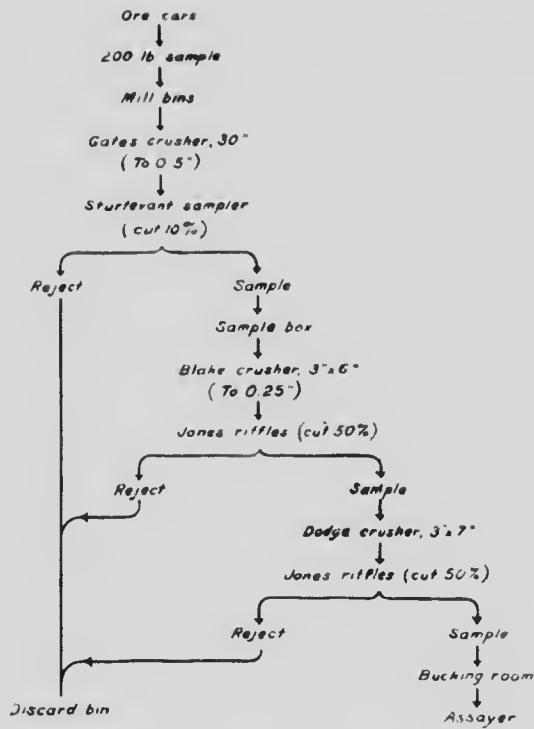 Ore cars
200 lb sample
Mill bins
Gates crusher, 30"
(To 0.5")
Sturtevant sampler
(cut 10%)
Reject Sample
Sample box
Blake crusher, 3"x6"
(To 0.25")
Jones riffles (cut 50%)
Reject Sample
Dodge crusher, 3"x7"
Jones riffles (cut 50%)
Reject Sample
Bucking room
Discard bin Assayer